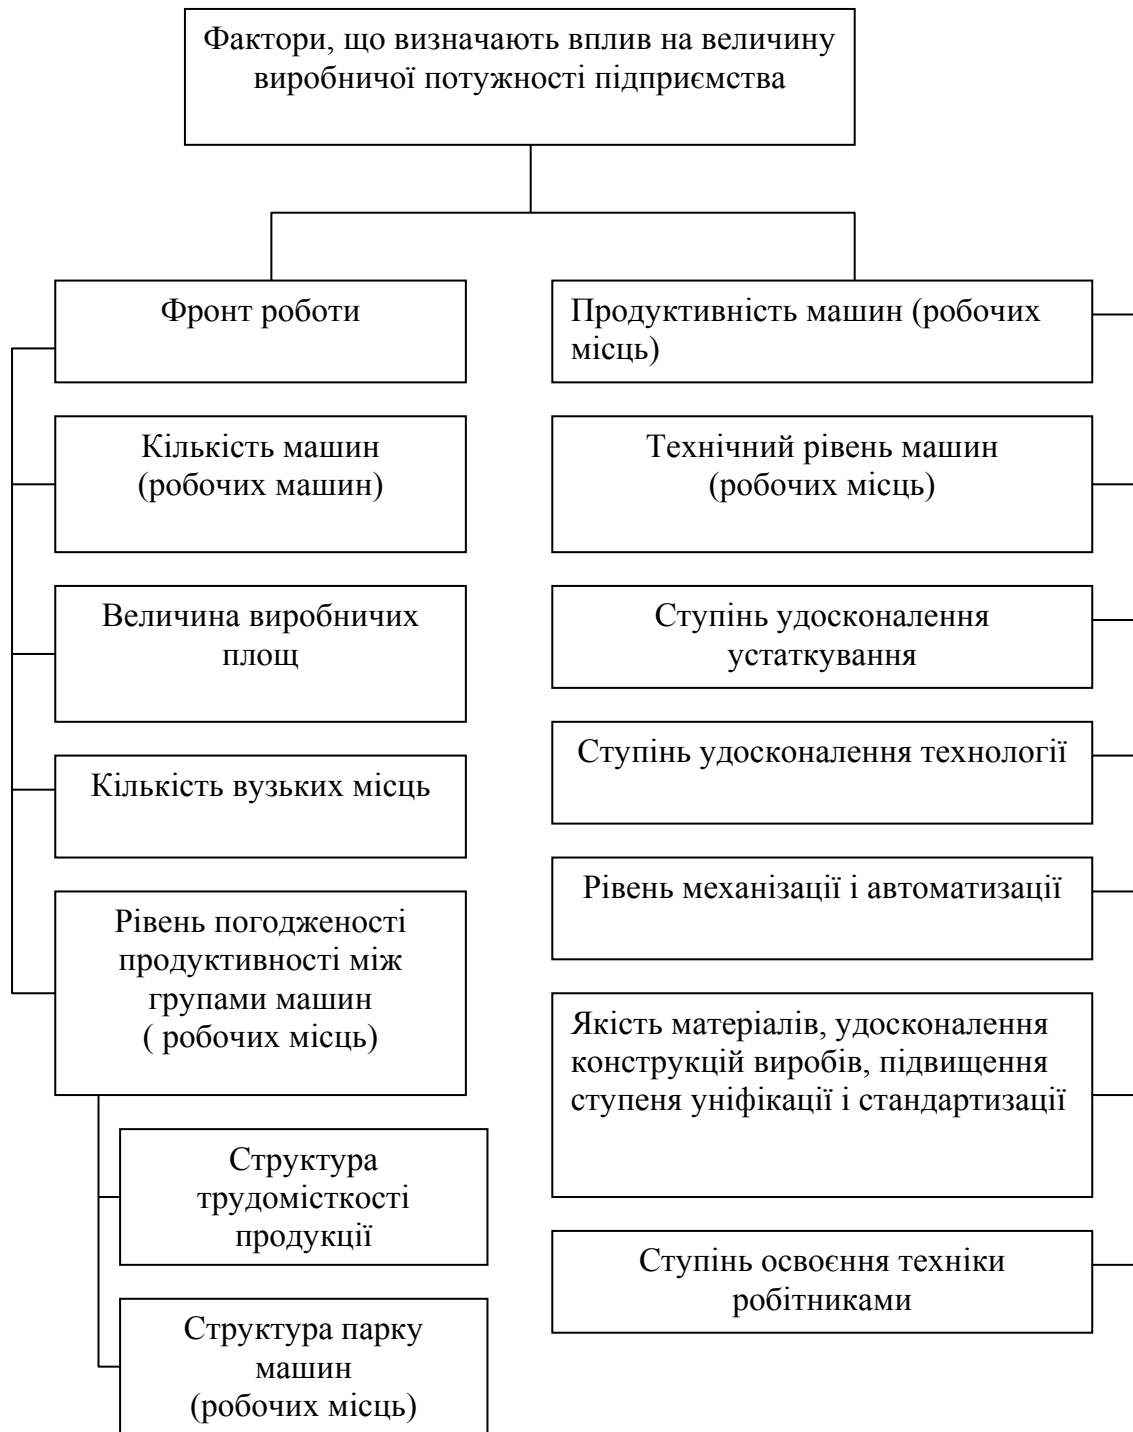 Фактори, що визначають вплив на величину
виробничої потужності підприємства
Фронт роботи
Кількість машин
(робочих машин)
Величина виробничих
площ
Кількість вузьких місць
Рівень погодженості
продуктивності між
групами машин
( робочих місць)
Структура
трудомісткості
продукції
Структура парку
машин
(робочих місць)
Продуктивність машин (робочих
місць)
Технічний рівень машин
(робочих місць)
Ступінь удосконалення
устаткування
Ступінь удосконалення технології
Рівень механізації і автоматизації
Якість матеріалів, удосконалення
конструкцій виробів, підвищення
ступеня уніфікації і стандартизації
Ступінь освоєння техніки
робітниками